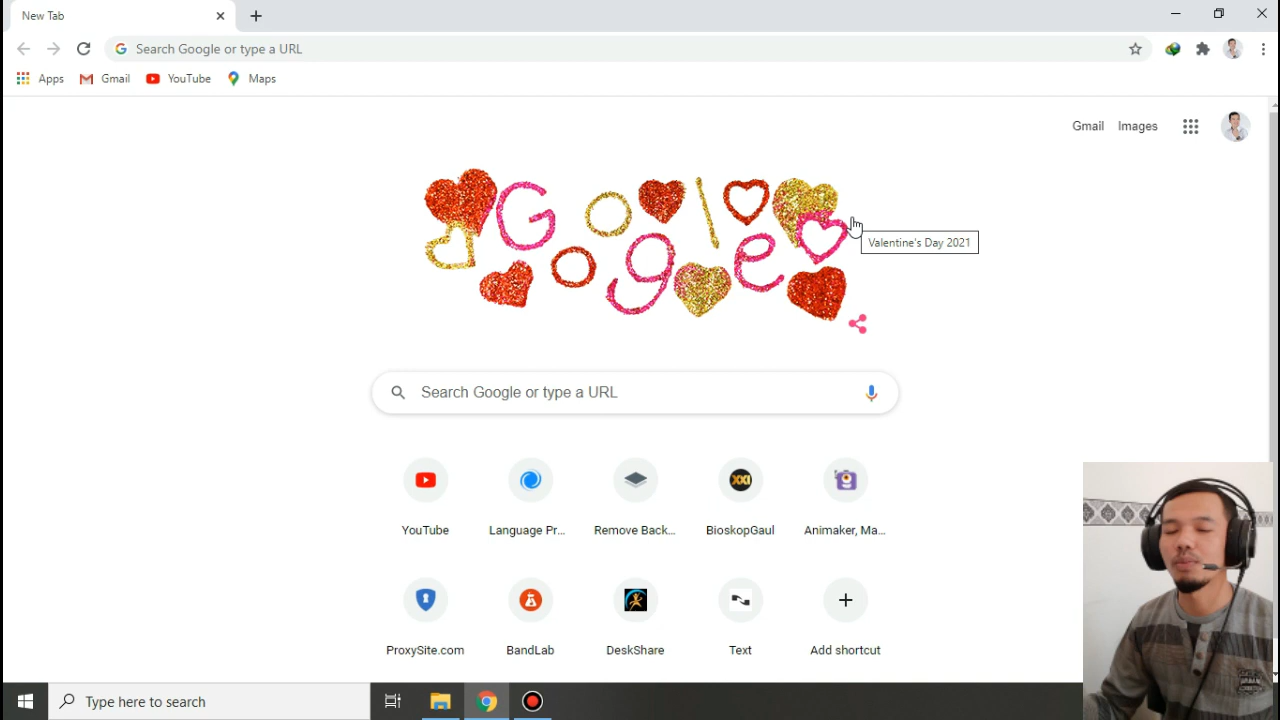 New Tab
Search Google or type a URL
Apps Gmail YouTube Maps
Gmail Images
Google
Valentine's Day 2021
Search Google or type a URL
YouTube Language Pr... Remove Back... BioskopGaul Animaker, Ma...
XXI
ProxySite.com BandLab DeskShare Text Add shortcut
Type here to search